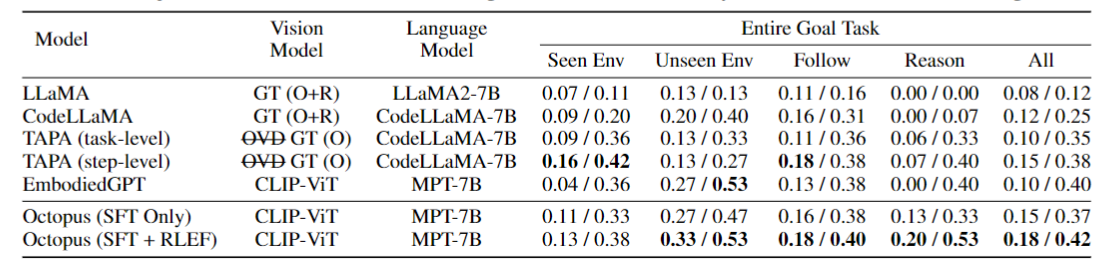 Model Vision Model Language Model Entire Goal Task
Seen Env Unseen Env Follow Reason All
LLaMA GT (O+R) LLaMA2-7B 0.07 / 0.11 0.13 / 0.13 0.11 / 0.16 0.00 / 0.00 0.08 / 0.12
CodeLLaMA GT (O+R) CodeLLaMA-7B 0.09 / 0.20 0.20 / 0.40 0.16 / 0.31 0.00 / 0.07 0.12 / 0.25
TAPA (task-level) OVD GT (O) CodeLLaMA-7B 0.09 / 0.36 0.13 / 0.33 0.11 / 0.36 0.06 / 0.33 0.10 / 0.35
TAPA (step-level) OVD GT (O) CodeLLaMA-7B 0.16 / 0.42 0.13 / 0.27 0.18 / 0.38 0.07 / 0.40 0.15 / 0.38
EmbodiedGPT CLIP-ViT MPT-7B 0.04 / 0.36 0.27 / 0.53 0.13 / 0.38 0.00 / 0.40 0.10 / 0.40
Octopus (SFT Only) CLIP-ViT MPT-7B 0.11 / 0.33 0.27 / 0.47 0.16 / 0.38 0.13 / 0.33 0.15 / 0.37
Octopus (SFT + RLEF) CLIP-ViT MPT-7B 0.13 / 0.38 0.33 / 0.53 0.18 / 0.40 0.20 / 0.53 0.18 / 0.42